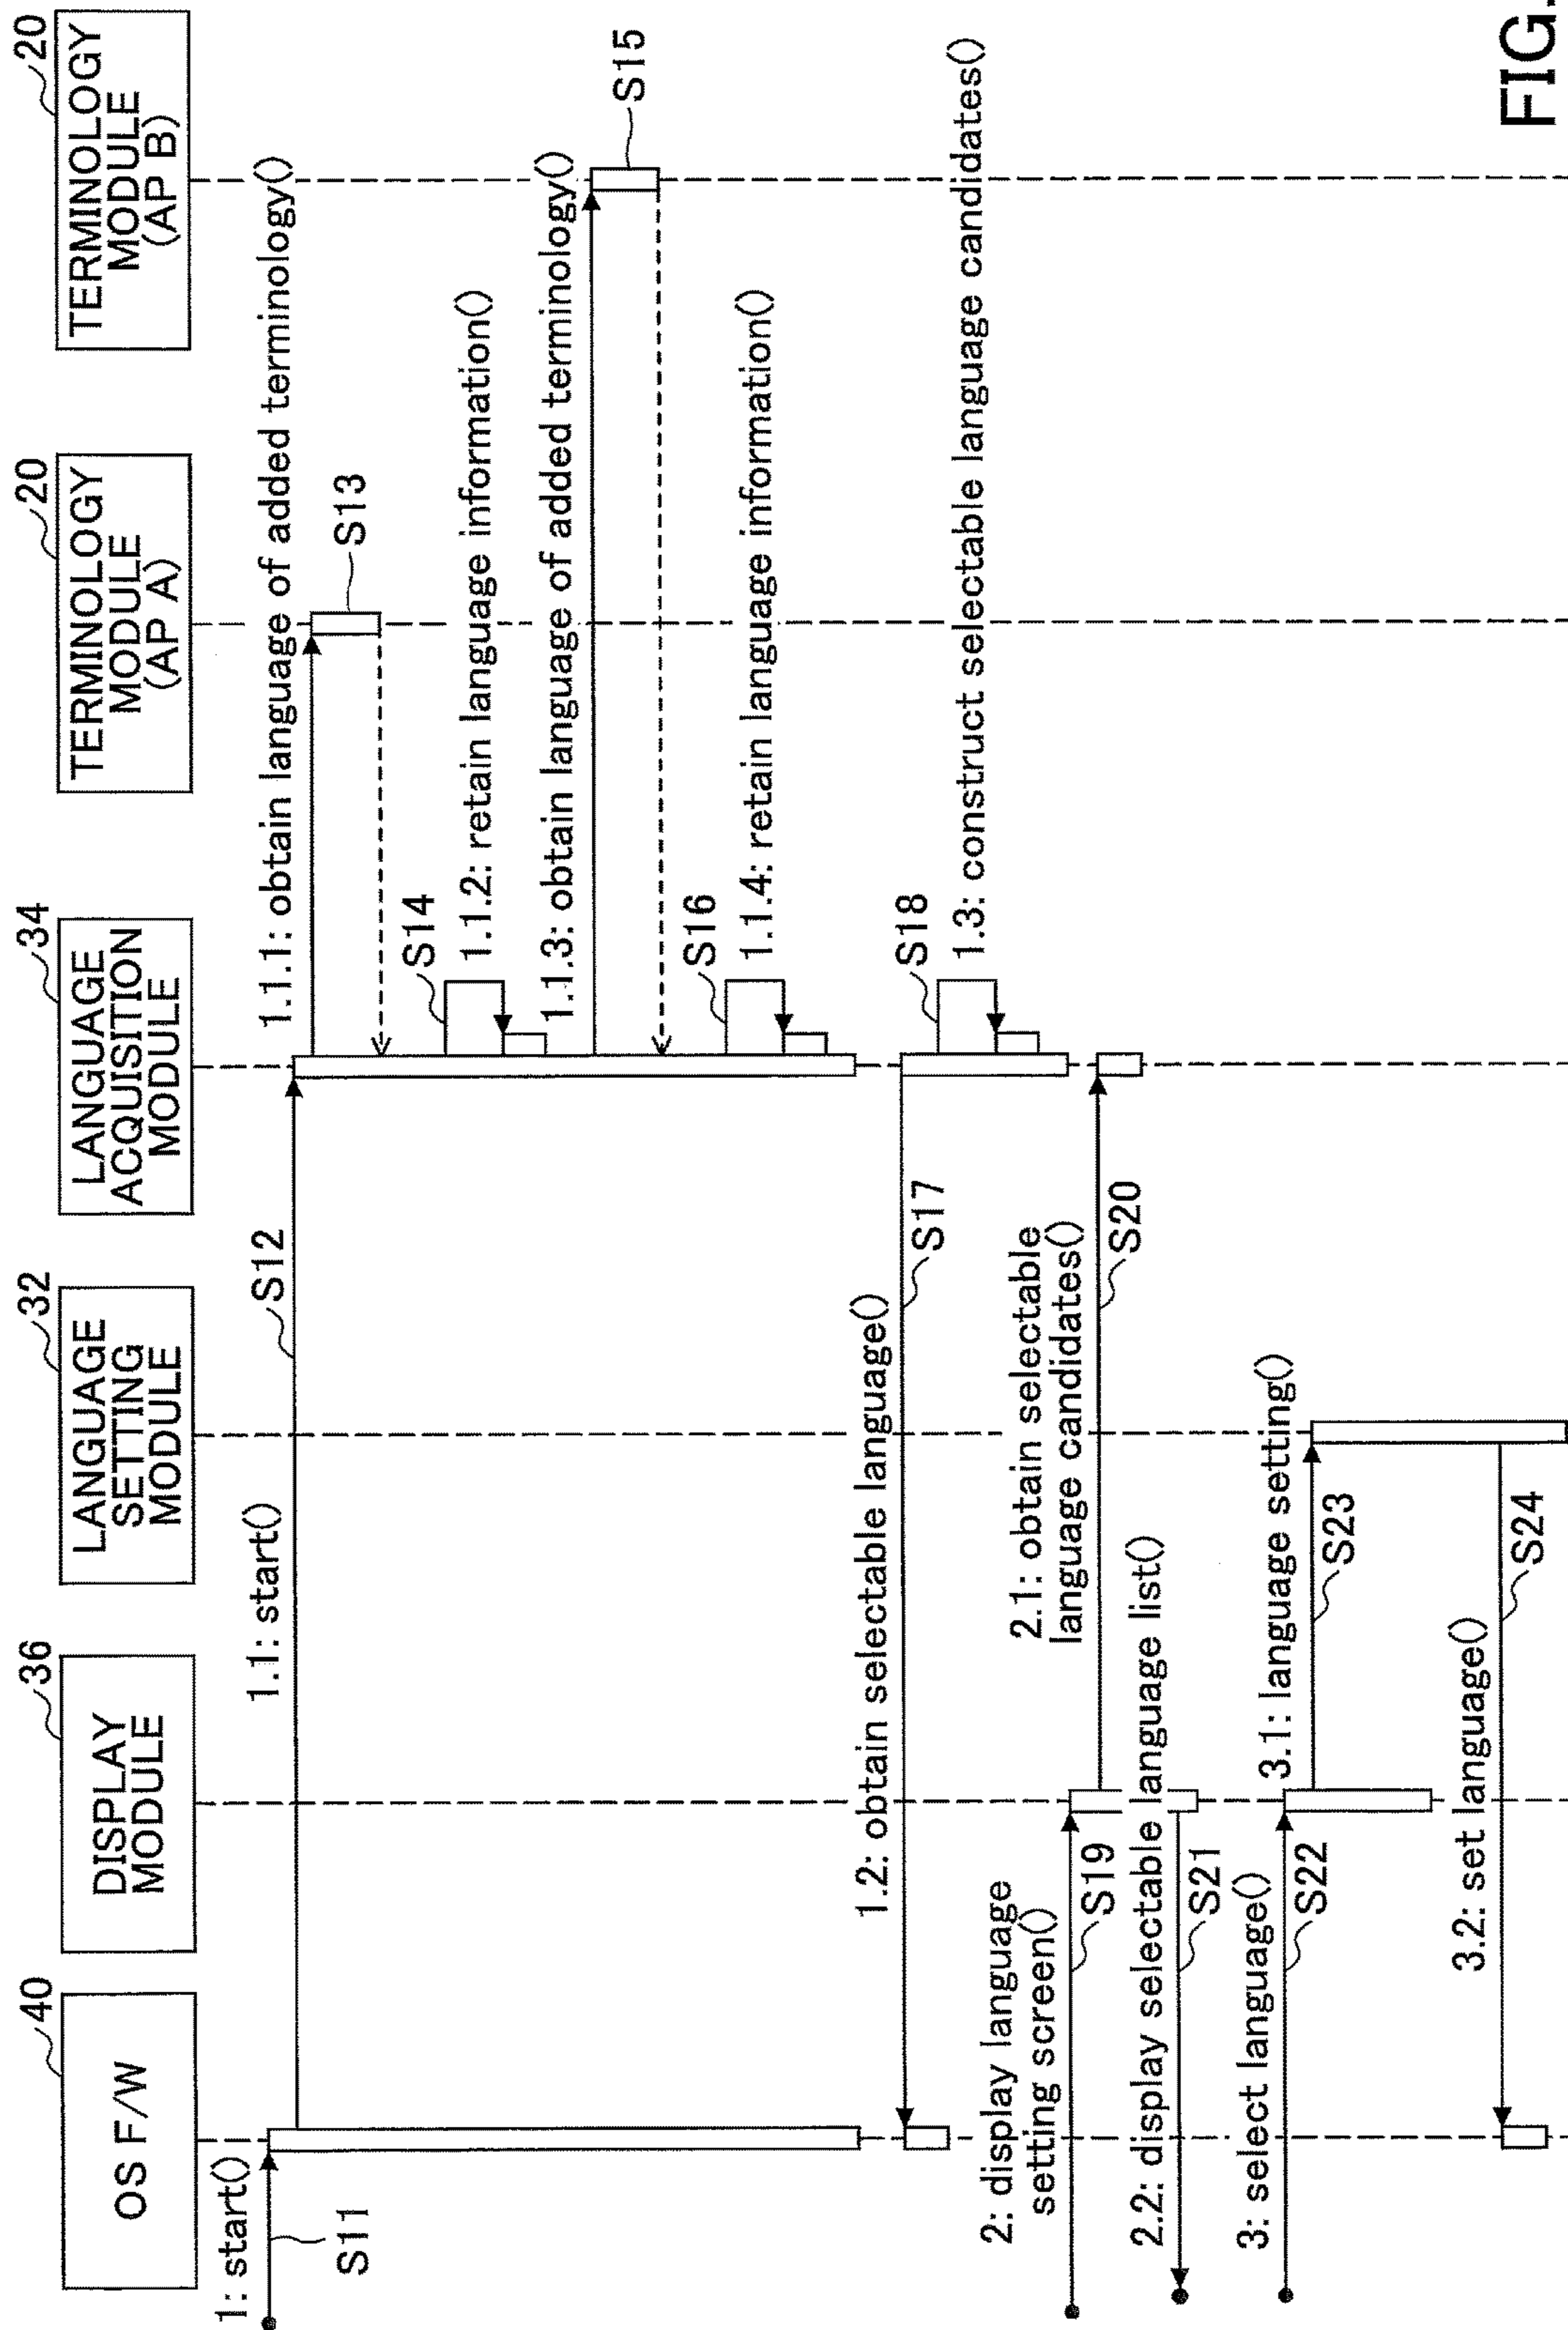 40
OS F/W
36
DISPLAY
MODULE
32
LANGUAGE
SETTING
MODULE
34
LANGUAGE
ACQUISITION
MODULE
20
TERMINOLOGY
MODULE
(AP A)
20
TERMINOLOGY
MODULE
(AP B)
1: start()
S11
1.1: start()
S12
1.1.1: obtain language of added terminology()
S13
S14
1.1.2: retain language information()
1.1.3: obtain language of added terminology()
S15
S16
1.1.4: retain language information()
1.2: obtain selectable language()
S17
S18
1.3: construct selectable language candidates()
2: display language
setting screen()
S19
2.1: obtain selectable
language candidates()
S20
2.2: display selectable language list()
S21
3: select language()
S22
3.1: language setting()
S23
3.2: set language()
S24
FIG.